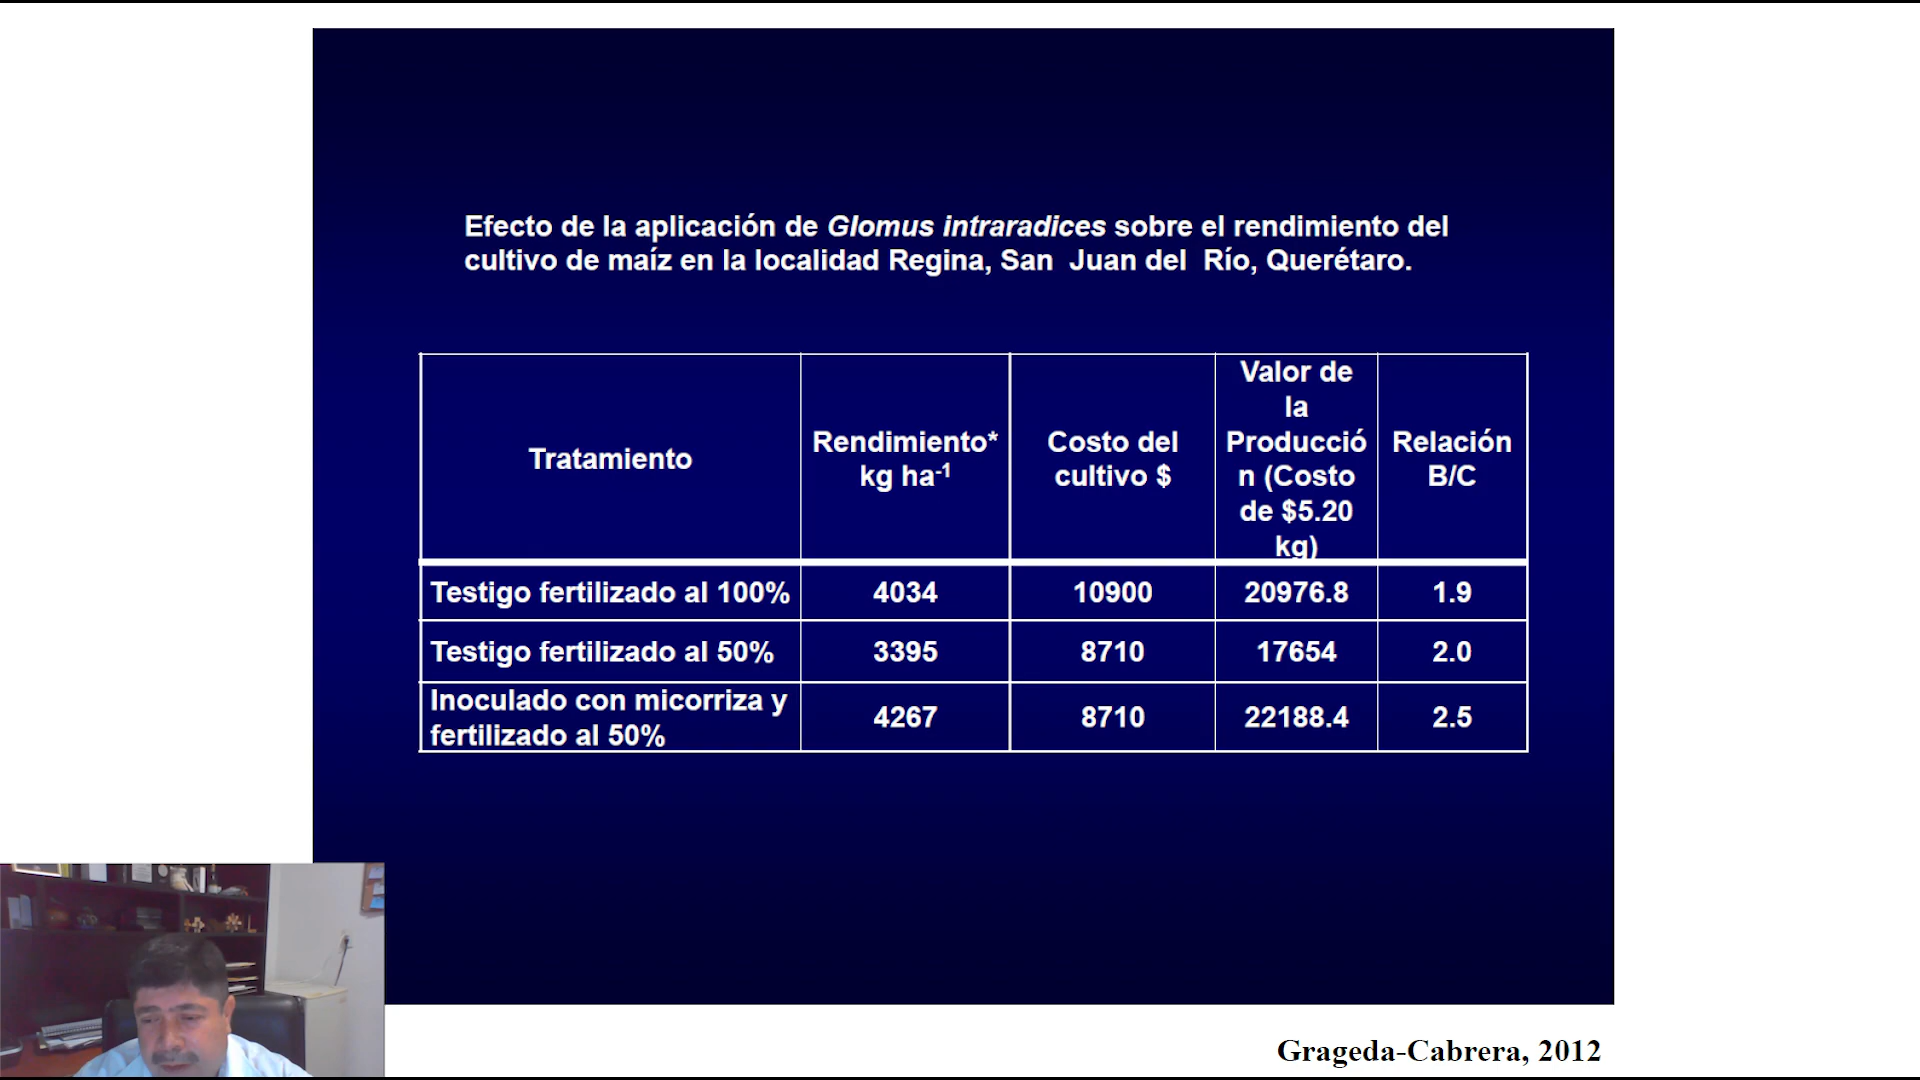 Efecto de la aplicación de Glomus intraradices sobre el rendimiento del
cultivo de maíz en la localidad Regina, San Juan del Río, Querétaro.
Tratamiento
Rendimiento*
kg ha-1
Costo del
cultivo $
Valor de
la
Producció
n (Costo
de $5.20
kg)
Relación
B/C
Testigo fertilizado al 100%
4034
10900
20976.8
1.9
Testigo fertilizado al 50%
3395
8710
17654
2.0
Inoculado con micorriza y
fertilizado al 50%
4267
8710
22188.4
2.5
Grageda-Cabrera, 2012